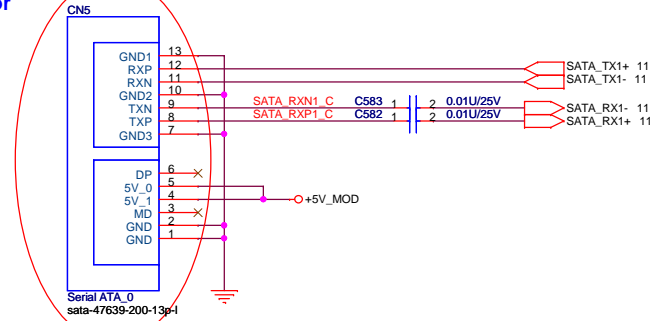 or
CN5
GND1 13
RXP 12
RXN 11
GND2 10
TXN 9
TXP 8
GND3 7
SATA_TX1+ 11
SATA_TX1- 11
SATA_RXN1_C C583 1 2 0.01U/25V SATA_RX1- 11
SATA_RXP1_C C582 1 2 0.01U/25V SATA_RX1+ 11
DP 6
5V_0 5
5V_1 4
MD 3
GND 2
GND 1
+5V_MOD
Serial ATA_0
sata-47639-200-13p-l